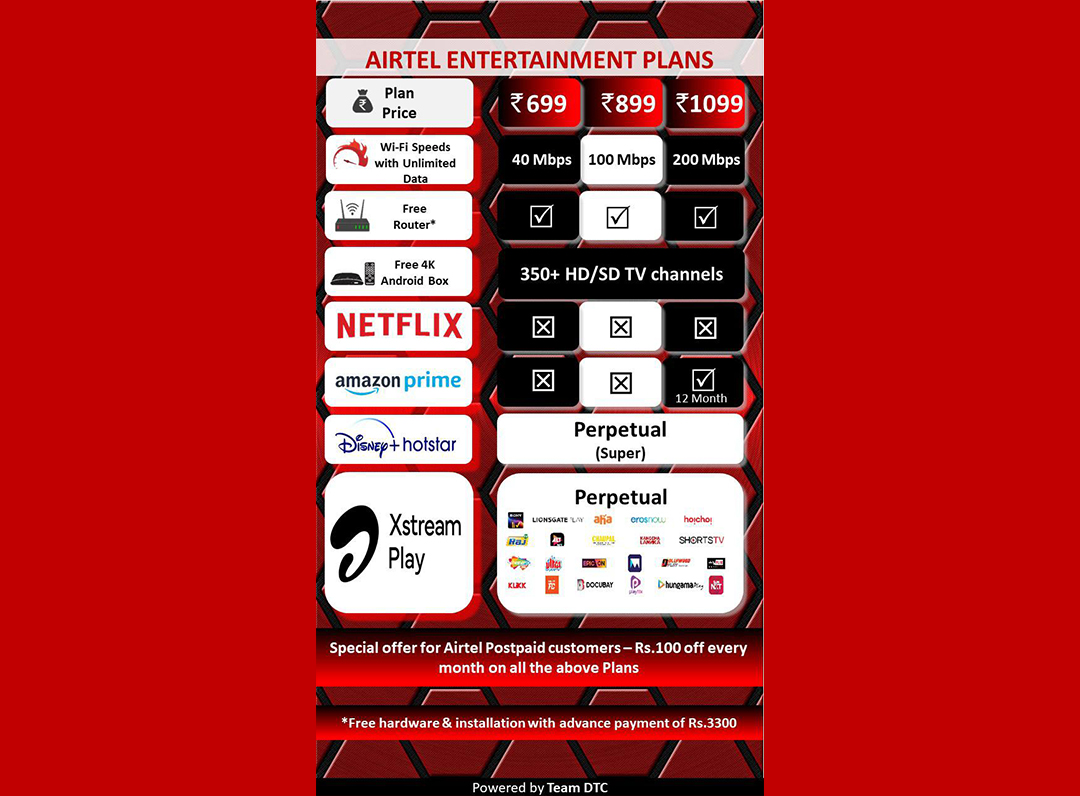 AIRTEL ENTERTAINMENT PLANS
Plan
Price
₹699 ₹899 ₹1099
Wi-Fi Speeds
with Unlimited
Data
40 Mbps 100 Mbps 200 Mbps
Free
Router*
Free 4K
Android Box
350+ HD/SD TV channels
NETFLIX
amazon prime
12 Month
Disney+ hotstar
Perpetual
(Super)
Xstream
Play
Perpetual
LIONSGATE PLAY aha erosnow hoichoi
SHORTSTV
EPIC ON
KLIKK DOCUBAY playflix hungama play
Special offer for Airtel Postpaid customers – Rs.100 off every
month on all the above Plans
*Free hardware & installation with advance payment of Rs.3300
Powered by Team DTC